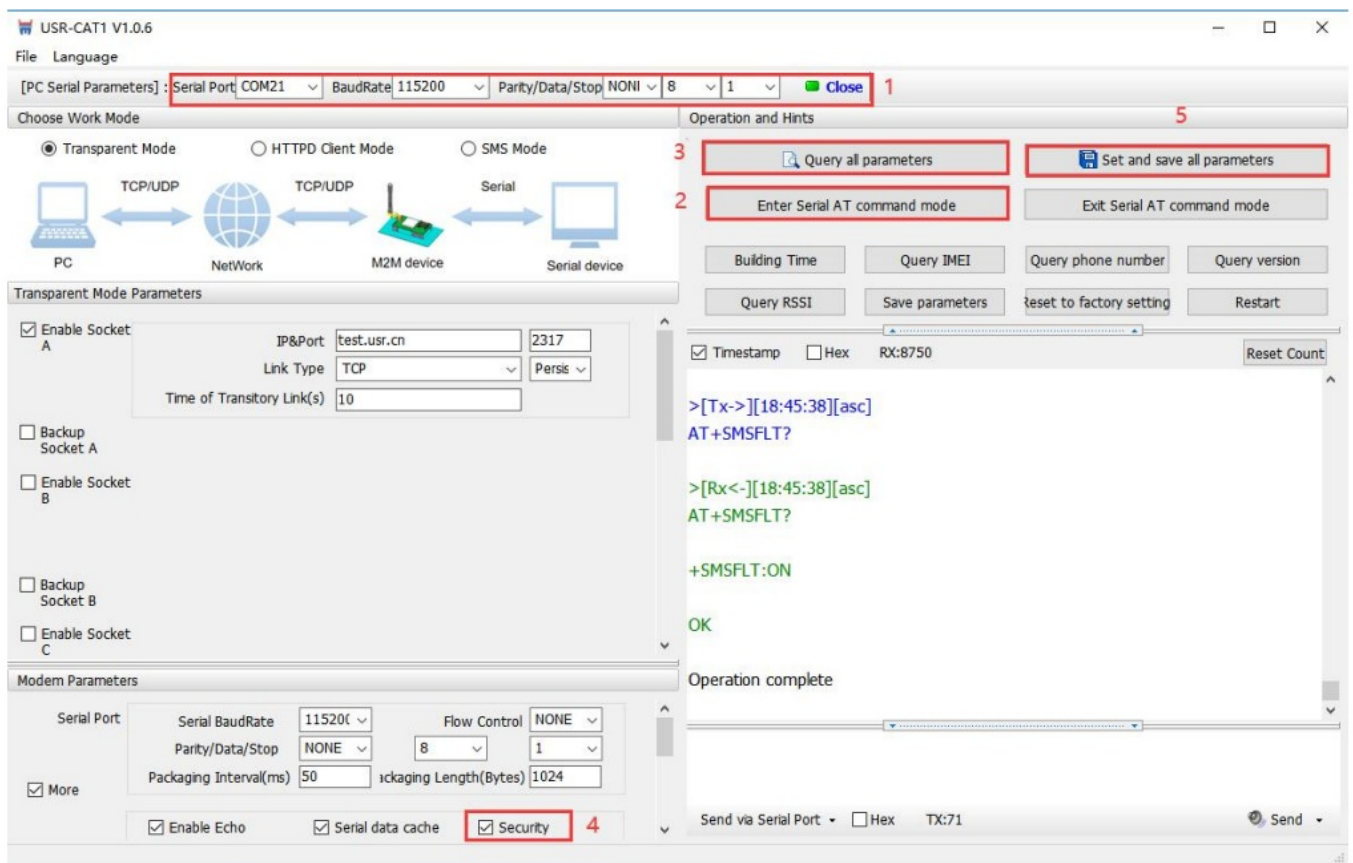 USR-CAT1 V1.0.6
File Language
[PC Serial Parameters] : Serial Port COM21 BaudRate 115200 Parity/Data/Stop NONI 8 1 Close 1
Choose Work Mode
Transparent Mode HTTPD Client Mode SMS Mode
TCP/UDP TCP/UDP Serial
PC NetWork M2M device Serial device
Transparent Mode Parameters
Enable Socket
A
IP&Port test.usr.cn 2317
Link Type TCP Persis
Time of Transitory Link(s) 10
Backup
Socket A
Enable Socket
B
Backup
Socket B
Enable Socket
C
Modem Parameters
Serial Port
Serial BaudRate 11520( Flow Control NONE
Parity/Data/Stop NONE 8 1
Packaging Interval(ms) 50 ackaging Length(Bytes) 1024
More
Enable Echo Serial data cache Security 4
Operation and Hints 5
3 Query all parameters Set and save all parameters
2 Enter Serial AT command mode Exit Serial AT command mode
Building Time Query IMEI Query phone number Query version
Query RSSI Save parameters Reset to factory setting Restart
Timestamp Hex RX:8750 Reset Count
>[Tx->][18:45:38][asc]
AT+SMSFLT?
>[Rx<-][18:45:38][asc]
AT+SMSFLT?
+SMSFLT:ON
OK
Operation complete
Send via Serial Port Hex TX:71 Send